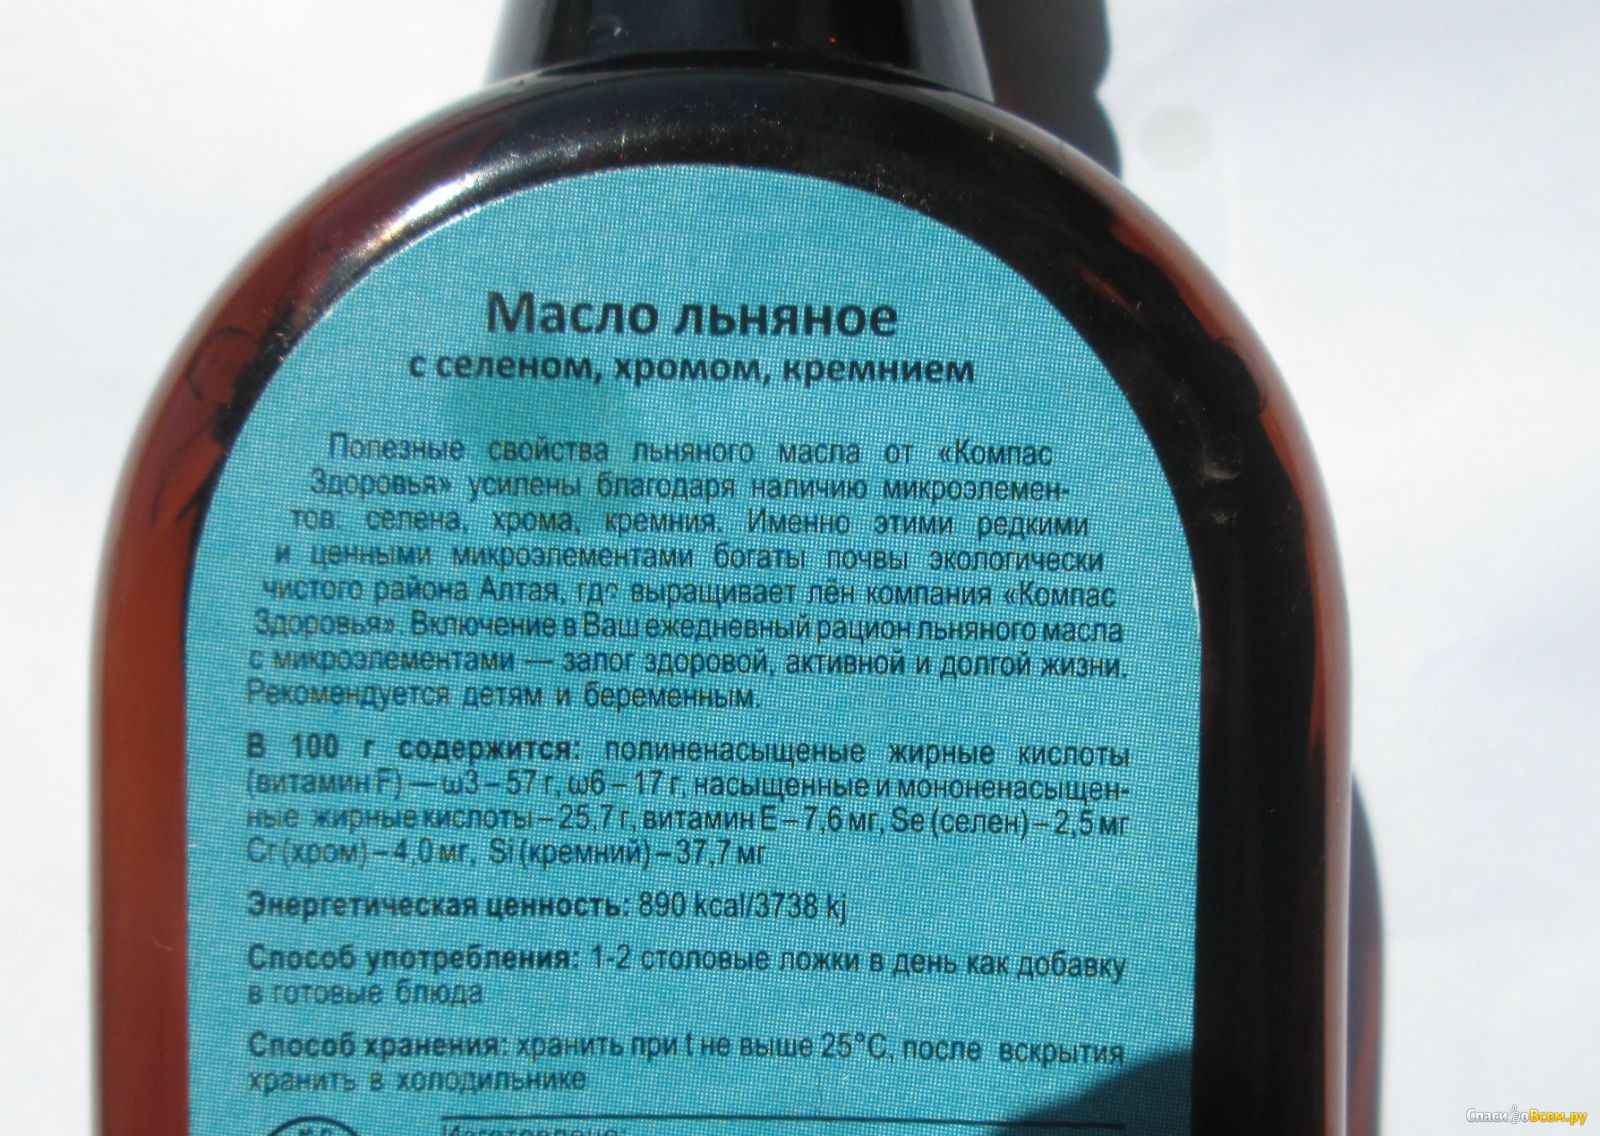 Масло льняное
с селеном, хромом, кремнием
Полезные свойства льняного масла от «Компас
Здоровья» усилены благодаря наличию микроэлемен-
тов: селена, хрома, кремния. Именно этими редкими
и ценными микроэлементами богаты почвы экологически
чистого района Алтая, где выращивает лён компания «Компас
Здоровья». Включение в Ваш ежедневный рацион льняного масла
с микроэлементами — залог здоровой, активной и долгой жизни.
Рекомендуется детям и беременным.
В 100 г содержится: полиненасыщеные жирные кислоты
(витамин F) — ω3 – 57 г, ω6 – 17 г, насыщенные и мононенасыщен-
ные жирные кислоты – 25,7 г, витамин Е – 7,6 мг, Se (селен) – 2,5 мг
Cr (хром) – 4,0 мг, Si (кремний) – 37,7 мг
Энергетическая ценность: 890 kcal/3738 kj
Способ употребления: 1-2 столовые ложки в день как добавку
в готовые блюда
Способ хранения: хранить при t не выше 25°С, после вскрытия
хранить в холодильнике
Изготовлено:
СпасибоВсем.ру